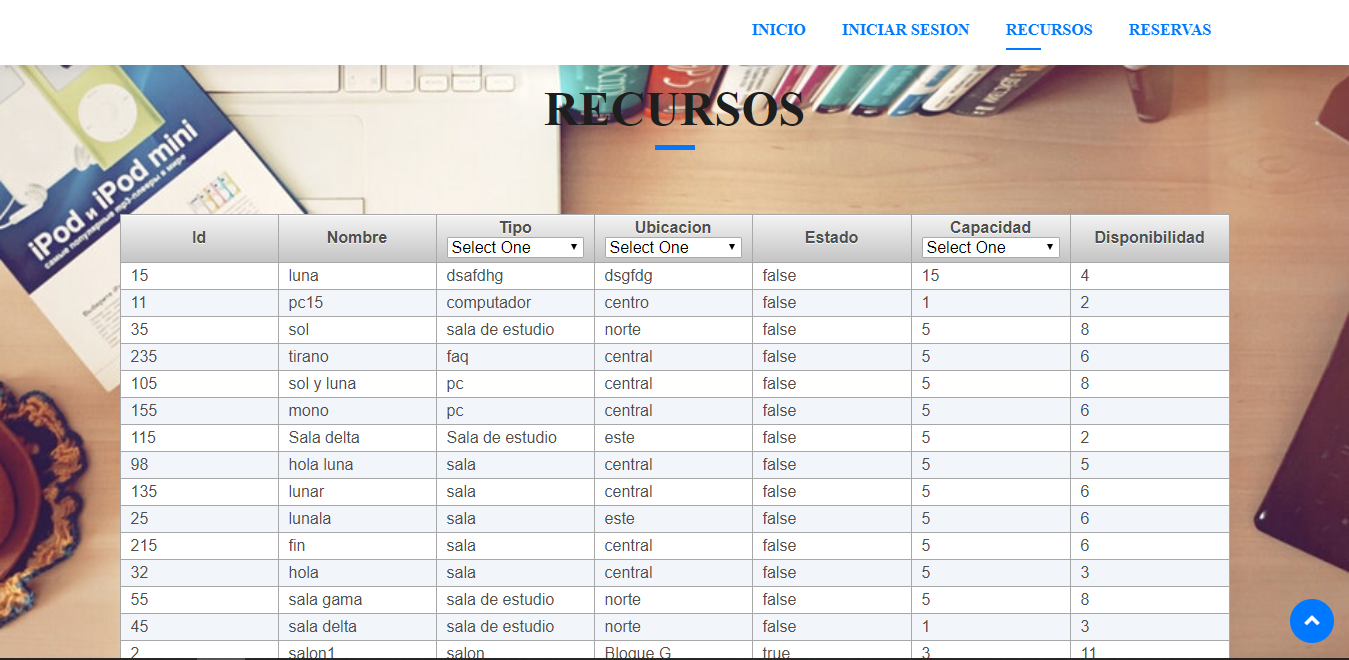 INICIO INICIAR SESION RECURSOS RESERVAS
RECURSOS
iPod и iPod mini
самые популярные mp3-плееры в мире
Id Nombre Tipo Ubicacion Estado Capacidad Disponibilidad
Select One Select One Select One
15 luna dsafdhg dsgfdg false 15 4
11 pc15 computador centro false 1 2
35 sol sala de estudio norte false 5 8
235 tirano faq central false 5 6
105 sol y luna pc central false 5 8
155 mono pc central false 5 6
115 Sala delta Sala de estudio este false 5 2
98 hola luna sala central false 5 5
135 lunar sala central false 5 6
25 lunala sala este false 5 6
215 fin sala central false 5 6
32 hola sala central false 5 3
55 sala gama sala de estudio norte false 5 8
45 sala delta sala de estudio norte false 1 3
2 salon1 salon Bloque G true 3 11